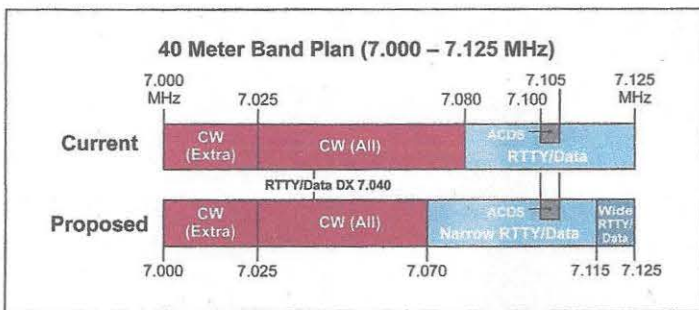 40 Meter Band Plan (7.000 – 7.125 MHz)
7.000
MHz
7.025
7.080
7.105
7.100
7.125
MHz
Current
CW
(Extra)
CW (All)
ACDS
RTTY/Data
RTTY/Data DX 7.040
Proposed
CW
(Extra)
CW (All)
ACDS
Narrow RTTY/Data
Wide
RTTY/
Data
7.000
7.025
7.070
7.115
7.125